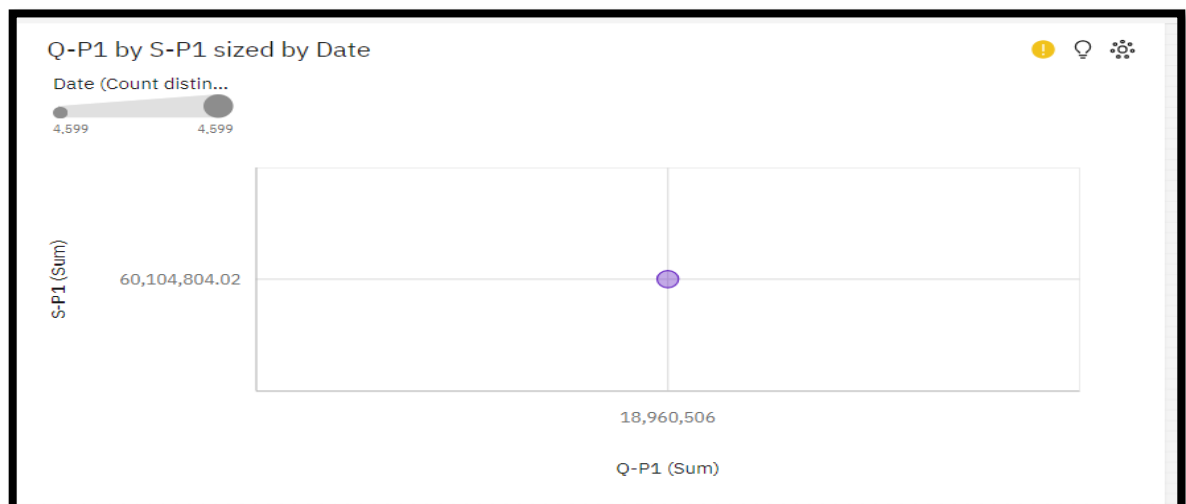 Q-P1 by S-P1 sized by Date
Date (Count distin...
4,599 4,599
S-P1 (Sum)
60,104,804.02
18,960,506
Q-P1 (Sum)